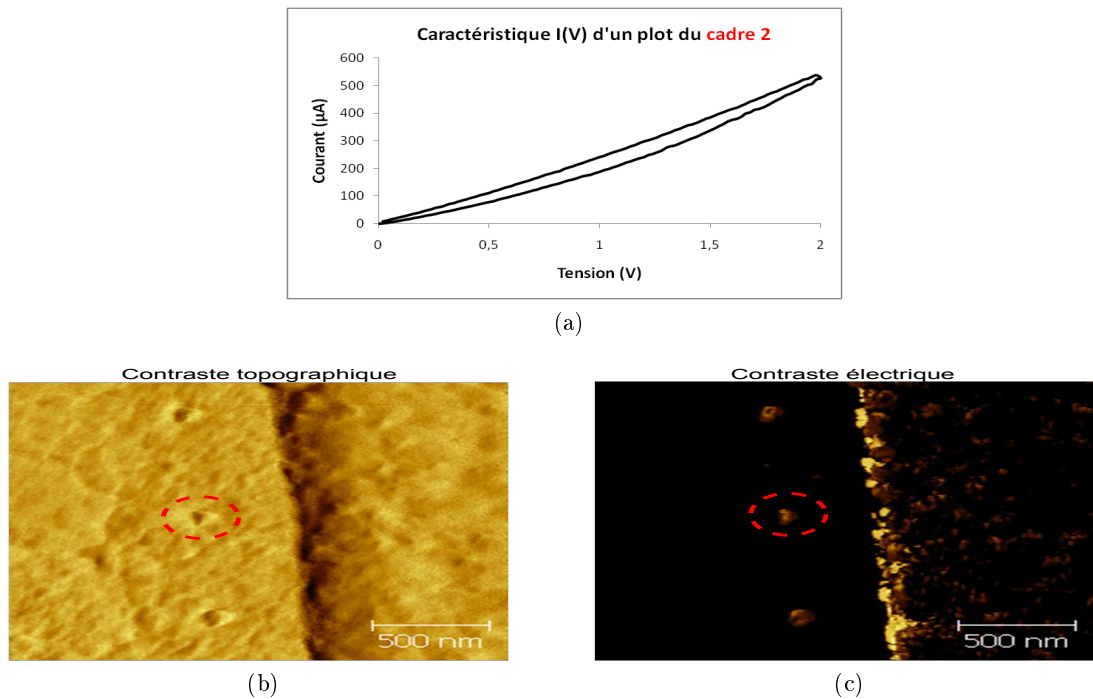 Caractéristique I(V) d'un plot du cadre 2
600
500
400
300
200
100
0
Courant (µA)
0
0,5
1
1,5
2
Tension (V)
(a)
Contraste topographique
Contraste électrique
500 nm
500 nm
(b)
(c)